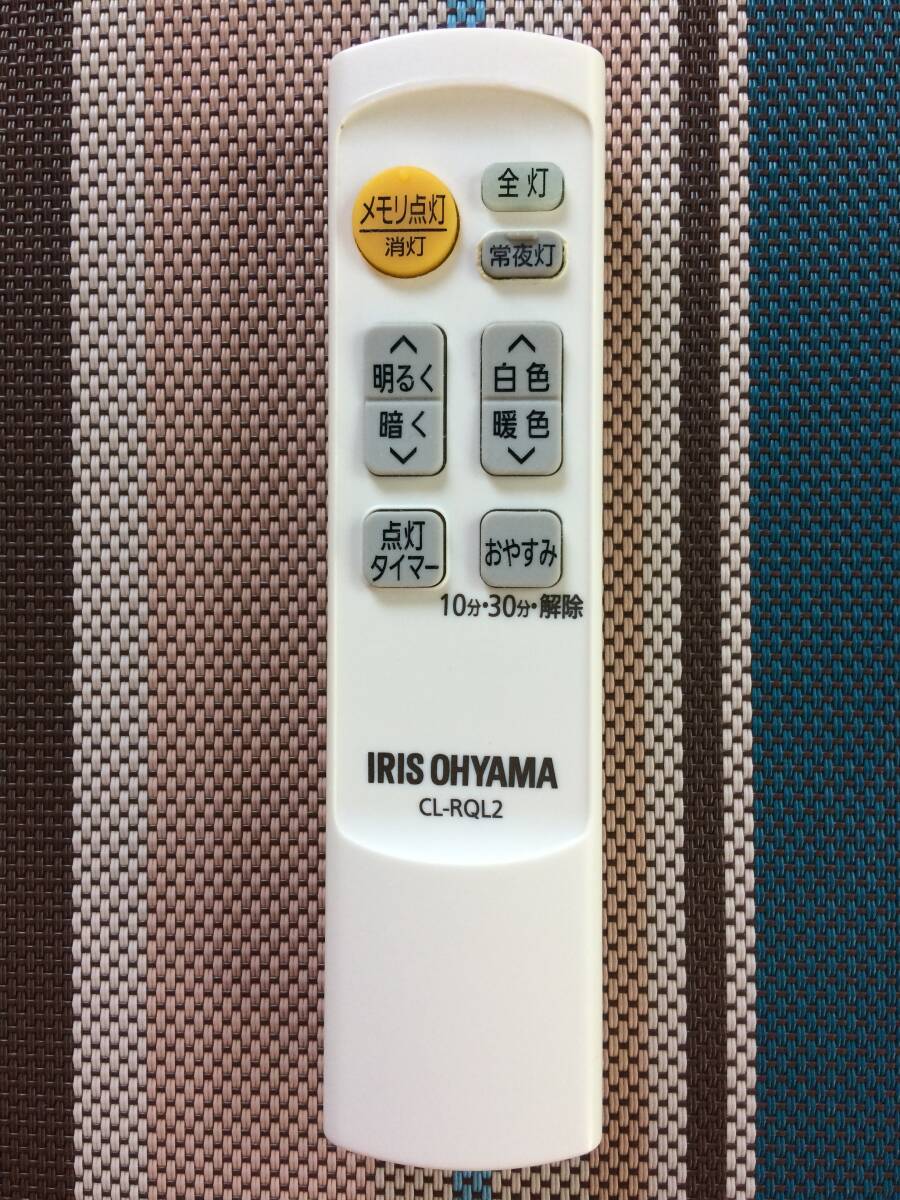 メモリ点灯
消灯
全灯
常夜灯
明るく
暗く
白色
暖色
点灯
タイマー
おやすみ
10分・30分・解除
IRIS OHYAMA
CL-RQL2